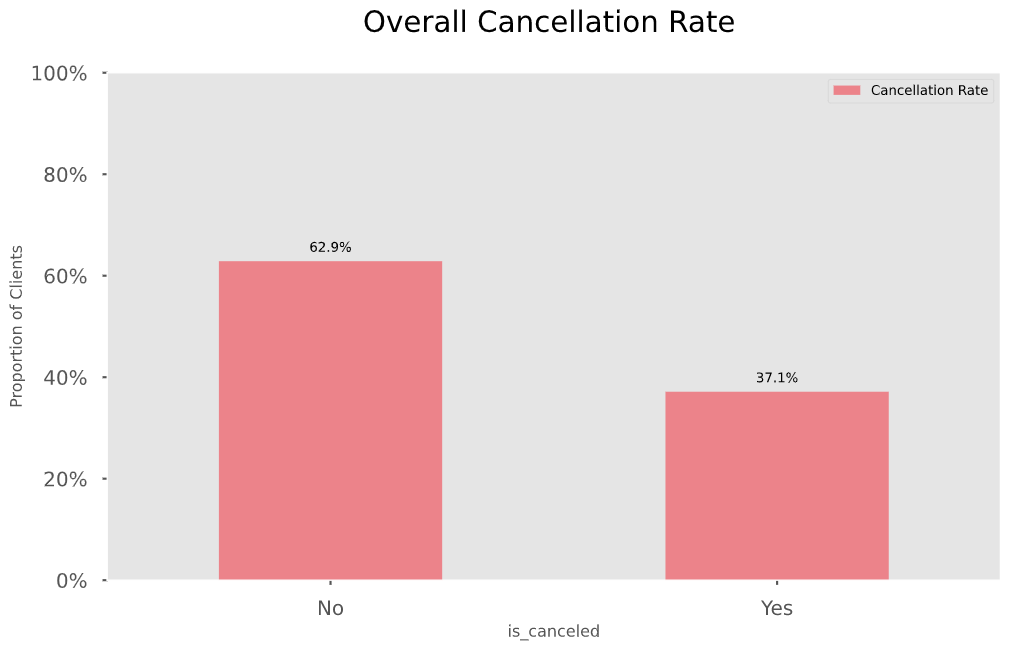 Overall Cancellation Rate
100%
Cancellation Rate
80%
62.9%
60%
Proportion of Clients
40%
37.1%
20%
0%
No
Yes
is_canceled